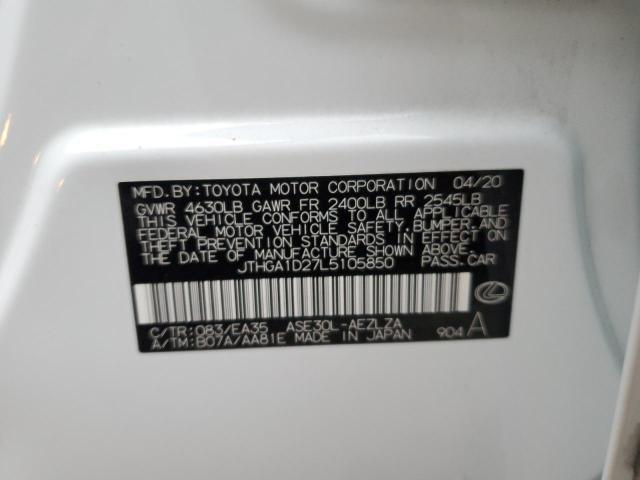 MFD. BY: TOYOTA MOTOR CORPORATION 04/20
GVWR 4630LB GAWR FR 2400LB RR 2545LB
THIS VEHICLE CONFORMS TO ALL APPLICABLE
FEDERAL MOTOR VEHICLE SAFETY, BUMPER, AND
THEFT PREVENTION STANDARDS IN EFFECT ON
THE DATE OF MANUFACTURE SHOWN ABOVE.
JTHGA1D27L5105850 PASS. CAR
C/TR: 083/EA35 ASE30L-AEZLZA
A/TM: B07A/AA81E MADE IN JAPAN 904 A